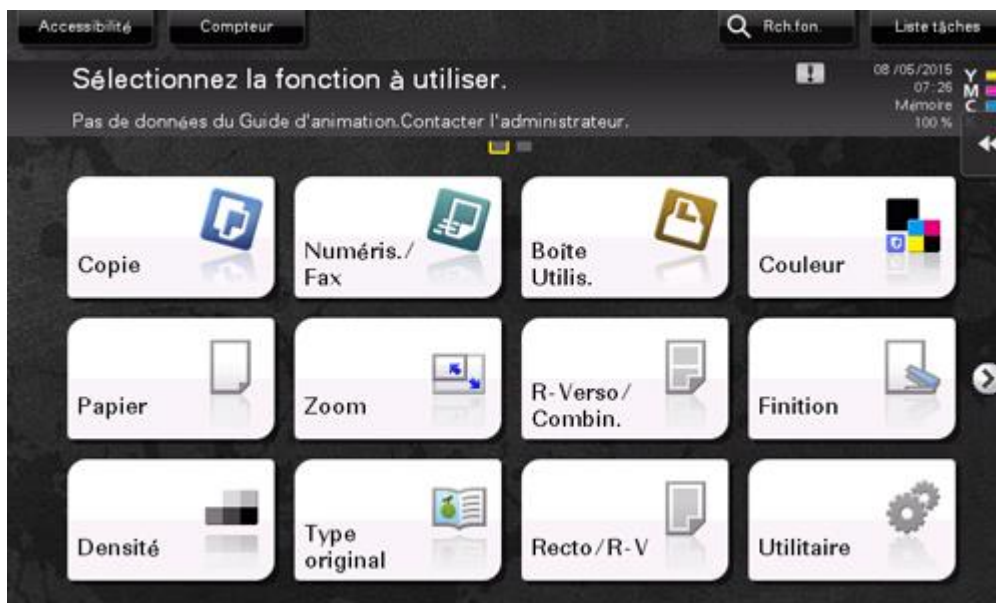 Accessibilité
Compteur
Rch.fon.
Liste tâches
Sélectionnez la fonction à utiliser.
08/05/2015
07:26
Mémoire
100 %
Y
M
C
Pas de données du Guide d'animation.Contacter l'administrateur.
Copie
Numéris./
Fax
Boîte
Utilis.
Couleur
Papier
Zoom
R-Verso/
Combin.
Finition
Densité
Type
original
Recto/R-V
Utilitaire